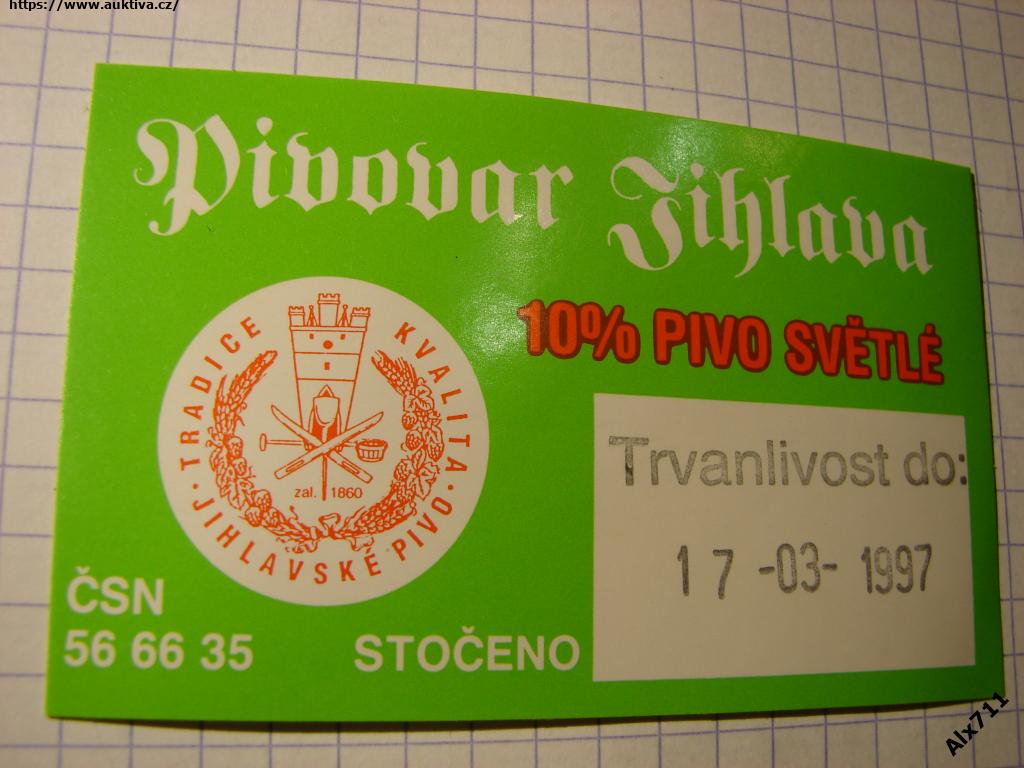 https://www.auktiva.cz/
Pivovar Jihlava
10% PIVO SVĚTLÉ
TRADICE KVALITA
zal. 1860
· JIHLAVSKÉ PIVO ·
Trvanlivost do:
17 -03- 1997
ČSN
56 66 35
STOČENO
Alx711